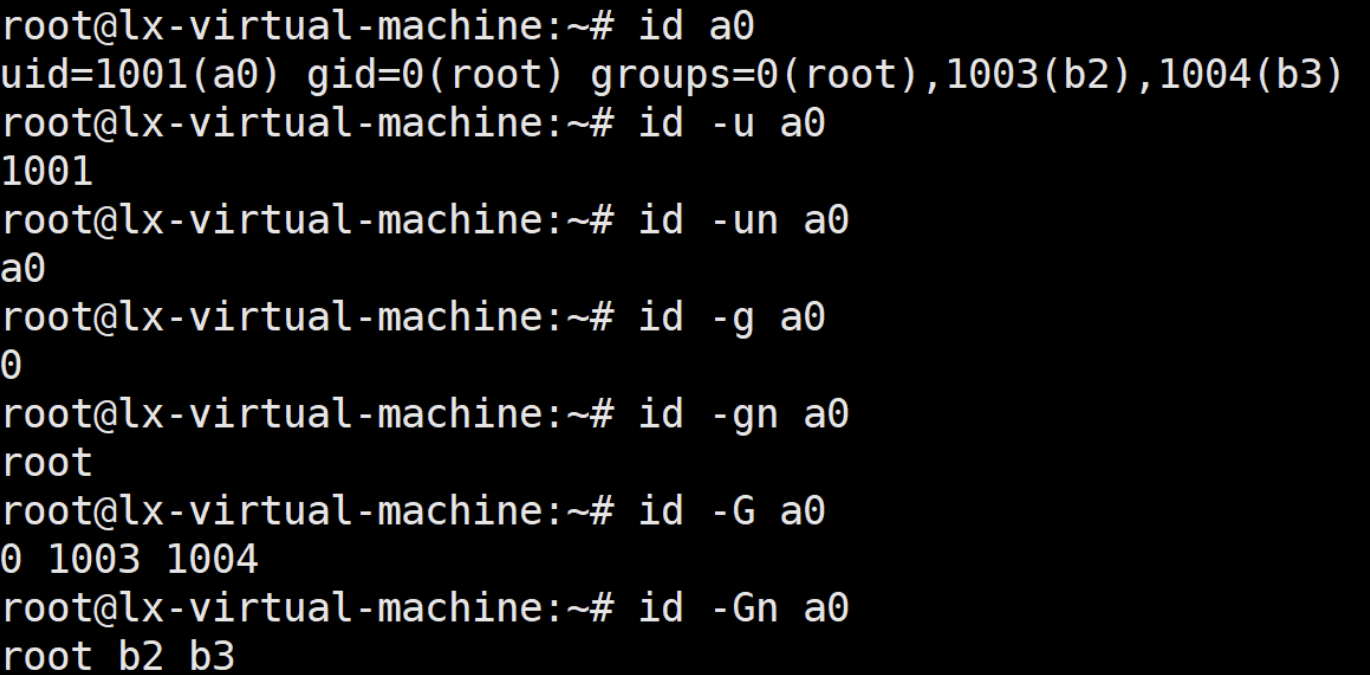 root@lx-virtual-machine:~# id a0
uid=1001(a0) gid=0(root) groups=0(root),1003(b2),1004(b3)
root@lx-virtual-machine:~# id -u a0
1001
root@lx-virtual-machine:~# id -un a0
a0
root@lx-virtual-machine:~# id -g a0
0
root@lx-virtual-machine:~# id -gn a0
root
root@lx-virtual-machine:~# id -G a0
0 1003 1004
root@lx-virtual-machine:~# id -Gn a0
root b2 b3